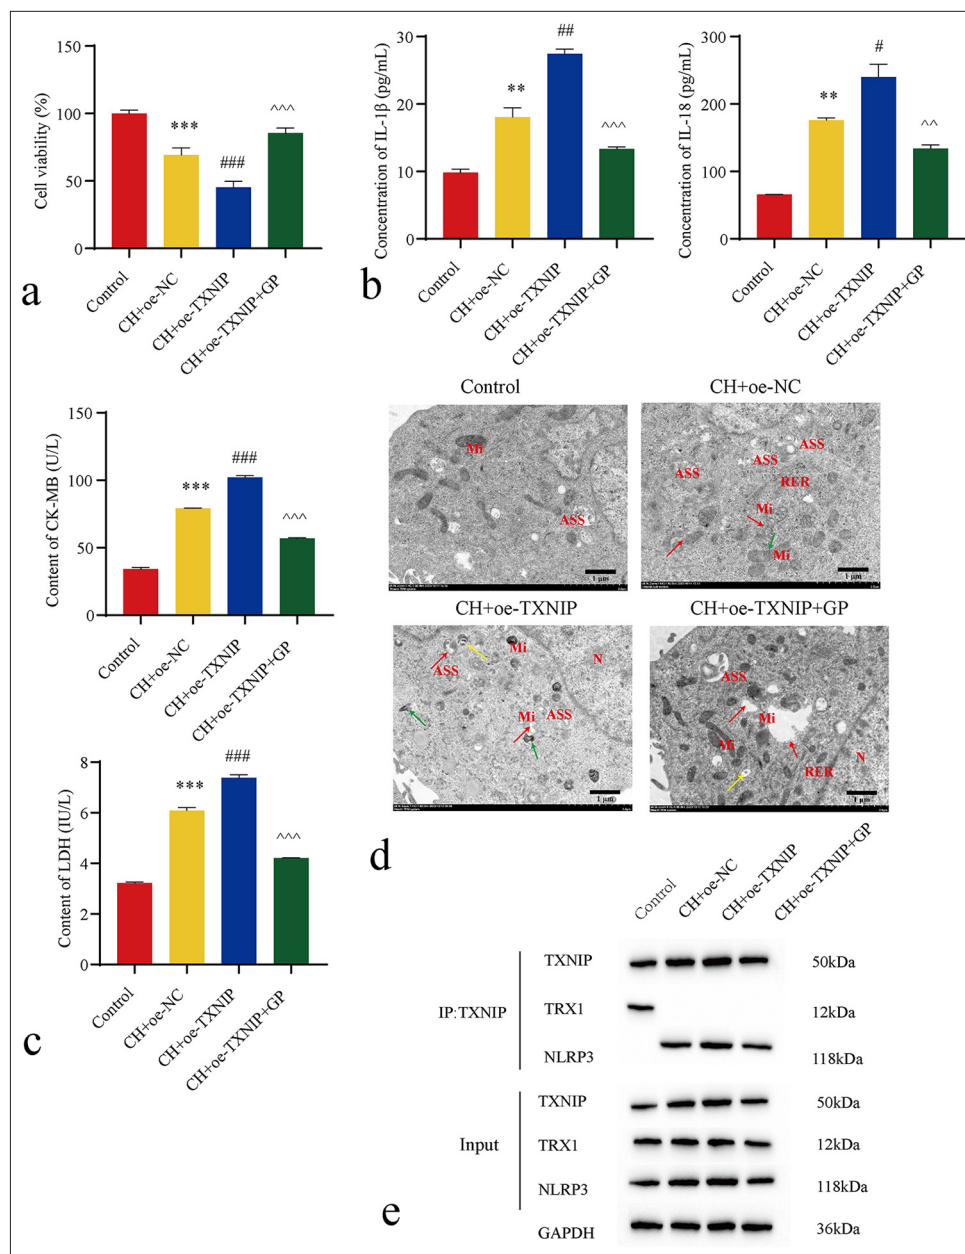 150
100
50
0
Cell viability (%)
***
###
^^^
Control
CH+oe-NC
CH+oe-TXNIP
CH+oe-TXNIP+GP
a
30
20
10
0
Concentration of IL-1β (pg/mL)
**
##
^^^
Control
CH+oe-NC
CH+oe-TXNIP
CH+oe-TXNIP+GP
b
300
200
100
0
Concentration of IL-18 (pg/mL)
**
#
^^
Control
CH+oe-NC
CH+oe-TXNIP
CH+oe-TXNIP+GP
150
100
50
0
Content of CK-MB (U/L)
***
###
^^^
Control
CH+oe-NC
CH+oe-TXNIP
CH+oe-TXNIP+GP
8
6
4
2
0
Content of LDH (IU/L)
***
###
^^^
Control
CH+oe-NC
CH+oe-TXNIP
CH+oe-TXNIP+GP
c
Control
Mi
ASS
1 μm
CH+oe-NC
ASS
ASS
ASS
RER
Mi
Mi
1 μm
CH+oe-TXNIP
Mi
ASS
N
Mi
ASS
1 μm
CH+oe-TXNIP+GP
ASS
Mi
Mi
RER
N
1 μm
d
Control
CH+oe-NC
CH+oe-TXNIP
CH+oe-TXNIP+GP
IP:TXNIP
TXNIP 50kDa
TRX1 12kDa
NLRP3 118kDa
Input
TXNIP 50kDa
TRX1 12kDa
NLRP3 118kDa
GAPDH 36kDa
e